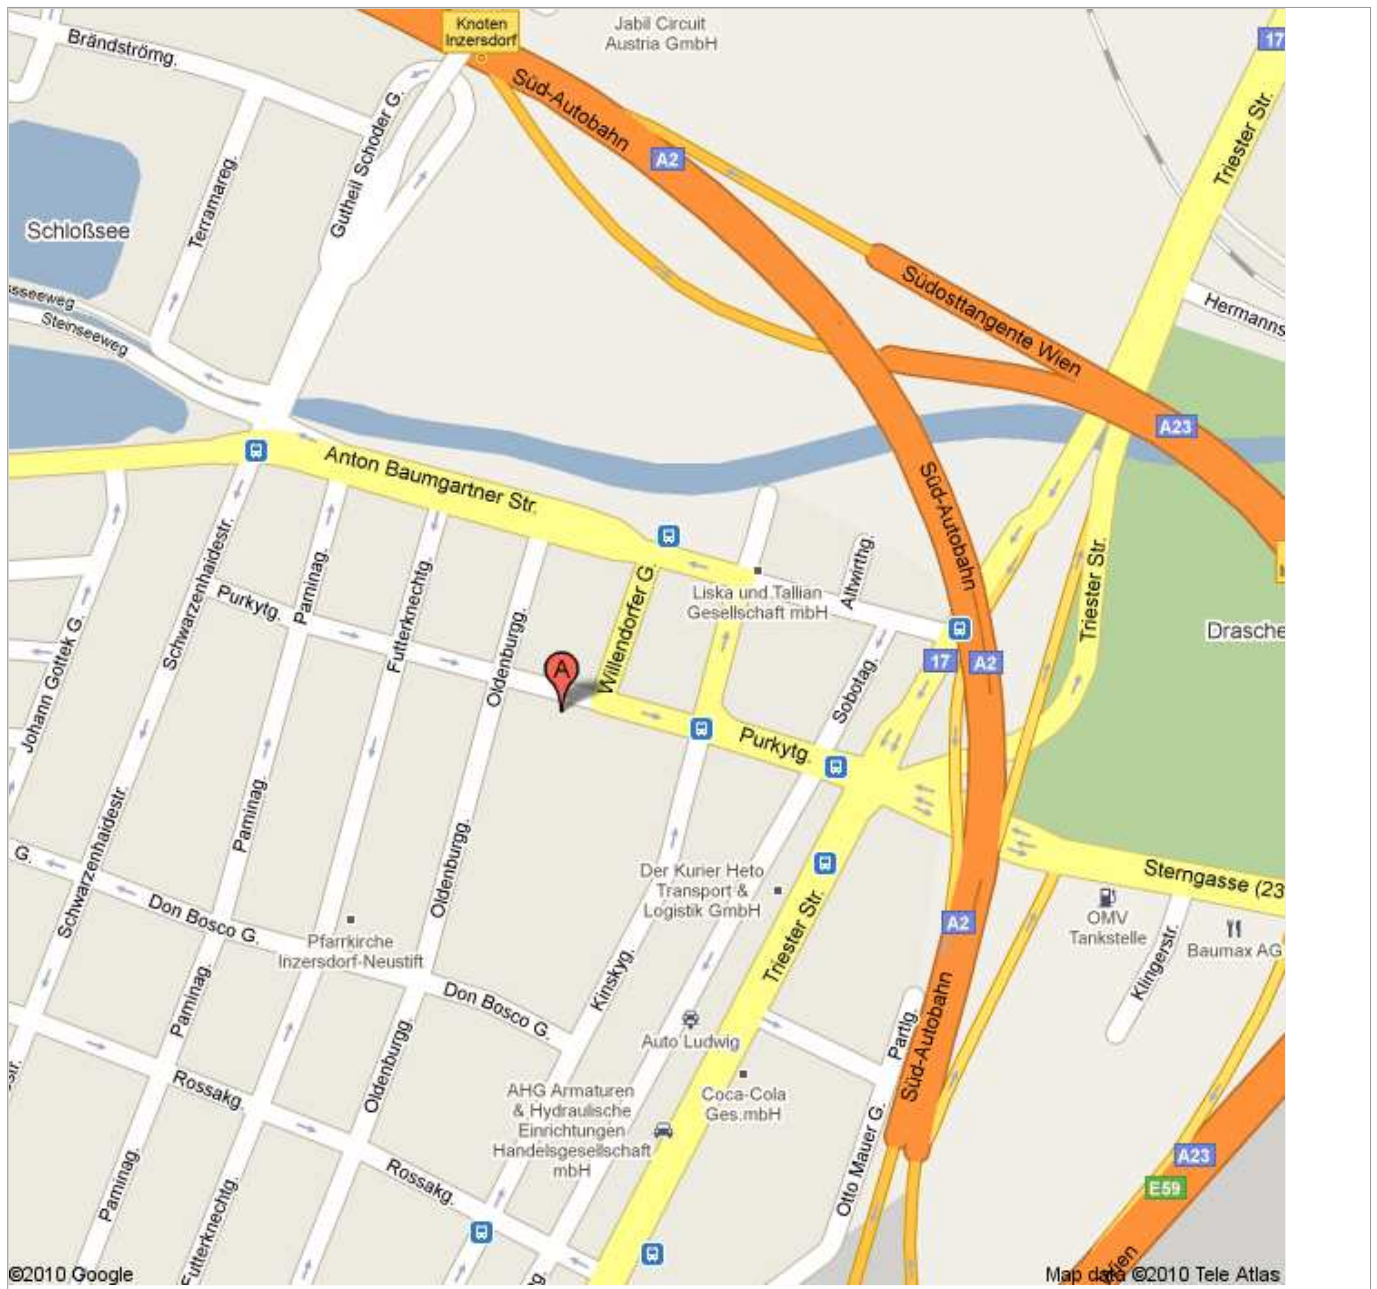 Knoten
Inzersdorf
Jabil Circuit
Austria GmbH
17
Brändströmg.
Süd-Autobahn
A2
Triester Str.
Gutheil Schoder G.
Terramareg.
Schloßsee
Südosttangente Wien
Hermanns
sseeweg
Steinseeweg
A23
Anton Baumgartner Str.
Süd-Autobahn
Altwirthg.
Schwarzenhaidestr.
Paminag.
Futterknechtg.
Willendorfer G.
Liska und Tallian
Gesellschaft mbH
Triester Str.
Purkytg.
Drasche
Oldenburgg.
Johann Gottek G.
A
17
A2
Sobotag.
Purkytg.
Schwarzenhaidestr.
Paminag.
Oldenburgg.
G.
Der Kurier Heto
Transport &
Logistik GmbH
Sterngasse (23
Don Bosco G.
Triester Str.
A2
OMV
Tankstelle
Baumax AG
Klingerstr.
Pfarrkirche
Inzersdorf-Neustift
Kinskyg.
Paminag.
Don Bosco G.
Süd-Autobahn
Partig.
Auto Ludwig
Oldenburgg.
str.
Rossakg.
AHG Armaturen
& Hydraulische
Einrichtungen
Handelsgesellschaft
mbH
Coca-Cola
Ges.mbH
Otto Mauer G.
A23
E59
Rossakg.
Paminag.
Futterknechtg.
g.
Wien
©2010 Google
Map data ©2010 Tele Atlas